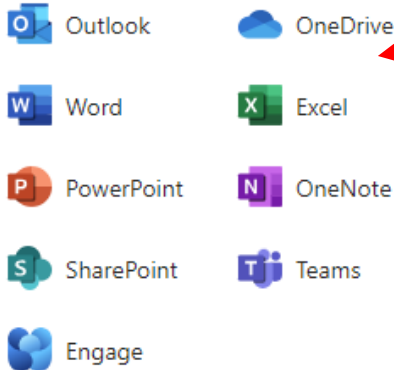 Outlook OneDrive
Word Excel
PowerPoint OneNote
SharePoint Teams
Engage